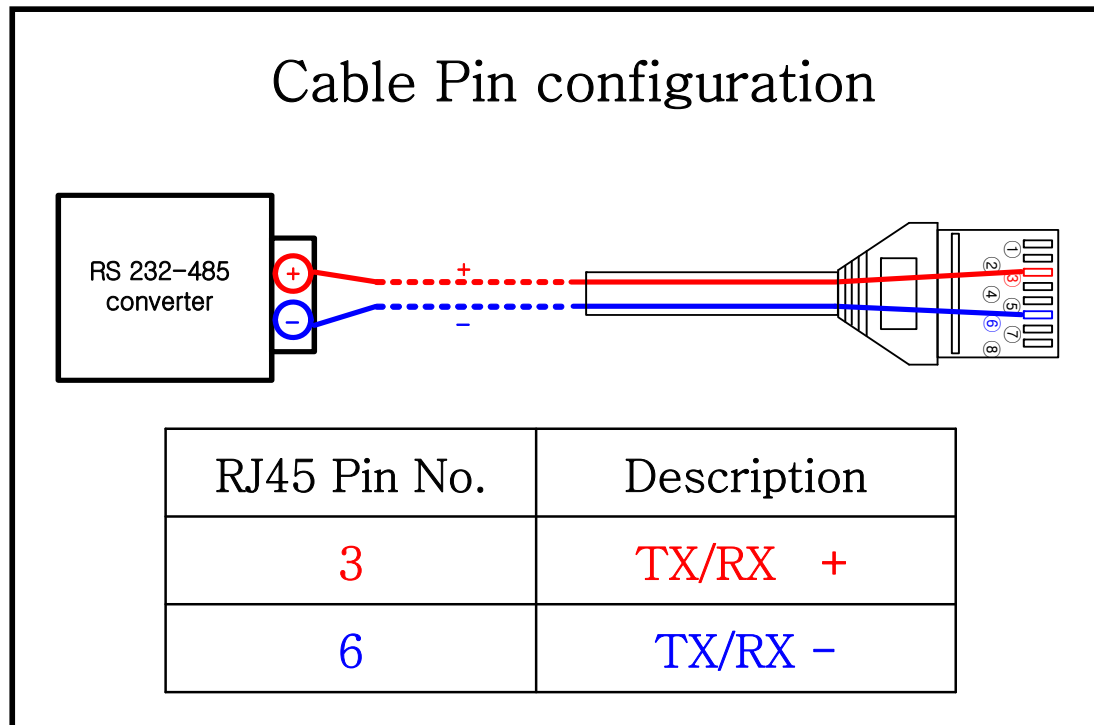 Cable Pin configuration
RS 232-485
converter
+
−
+
−
①
②
③
④
⑤
⑥
⑦
⑧
RJ45 Pin No. Description
3 TX/RX +
6 TX/RX −